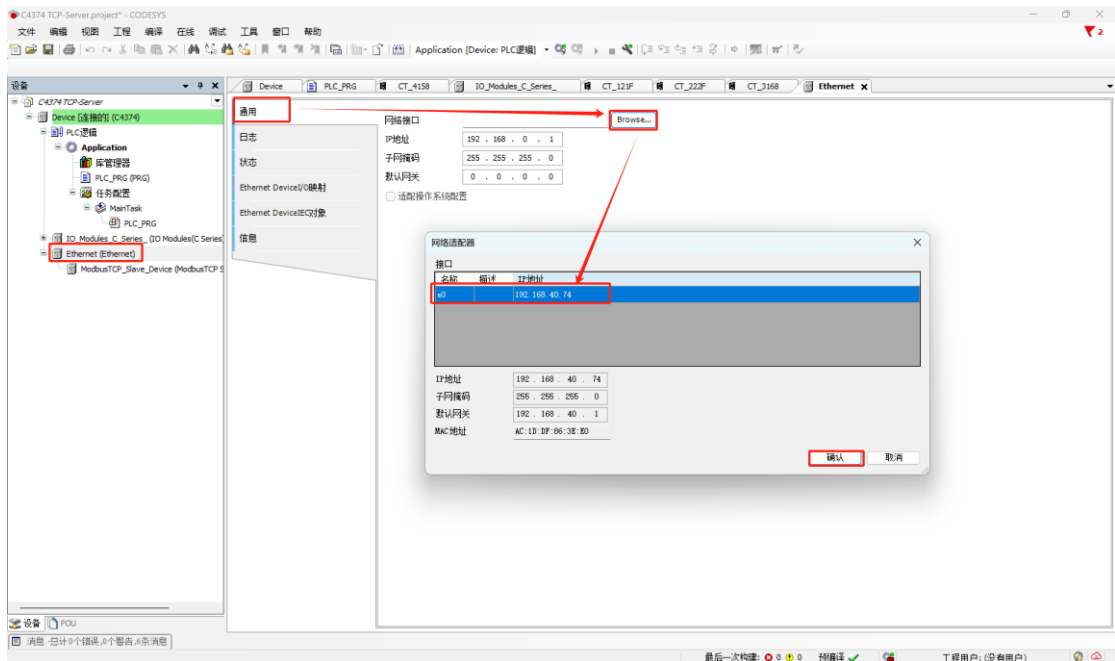 C4374 TCP-Server.project* - CODESYS
文件 编辑 视图 工程 编译 在线 调试 工具 窗口 帮助
2
Application [Device: PLC逻辑]
设备
Device PLC_PRG CT_4158 IO_Modules_C_Series_ CT_121F CT_222F CT_3168 Ethernet
C4374 TCP-Server
Device [连接的] (C4374)
PLC逻辑
Application
库管理器
PLC_PRG (PRG)
任务配置
MainTask
PLC_PRG
IO_Modules_C_Series_ (IO Modules(C Series
Ethernet (Ethernet)
ModbusTCP_Slave_Device (ModbusTCP S
通用
日志
状态
Ethernet DeviceI/O映射
Ethernet DeviceIEC对象
信息
网络接口 Browse...
IP地址 192 . 168 . 0 . 1
子网掩码 255 . 255 . 255 . 0
默认网关 0 . 0 . 0 . 0
适配操作系统配置
网络适配器
接口
名称 描述 IP地址
e0 192.168.40.74
IP地址 192 . 168 . 40 . 74
子网掩码 255 . 255 . 255 . 0
默认网关 192 . 168 . 40 . 1
MAC地址 AC:1D:DF:86:3E:E0
确认 取消
设备 POU
消息 -总计0个错误,0个警告,6条消息
最后一次构建: 0 0 预编译 工程用户: (没有用户)